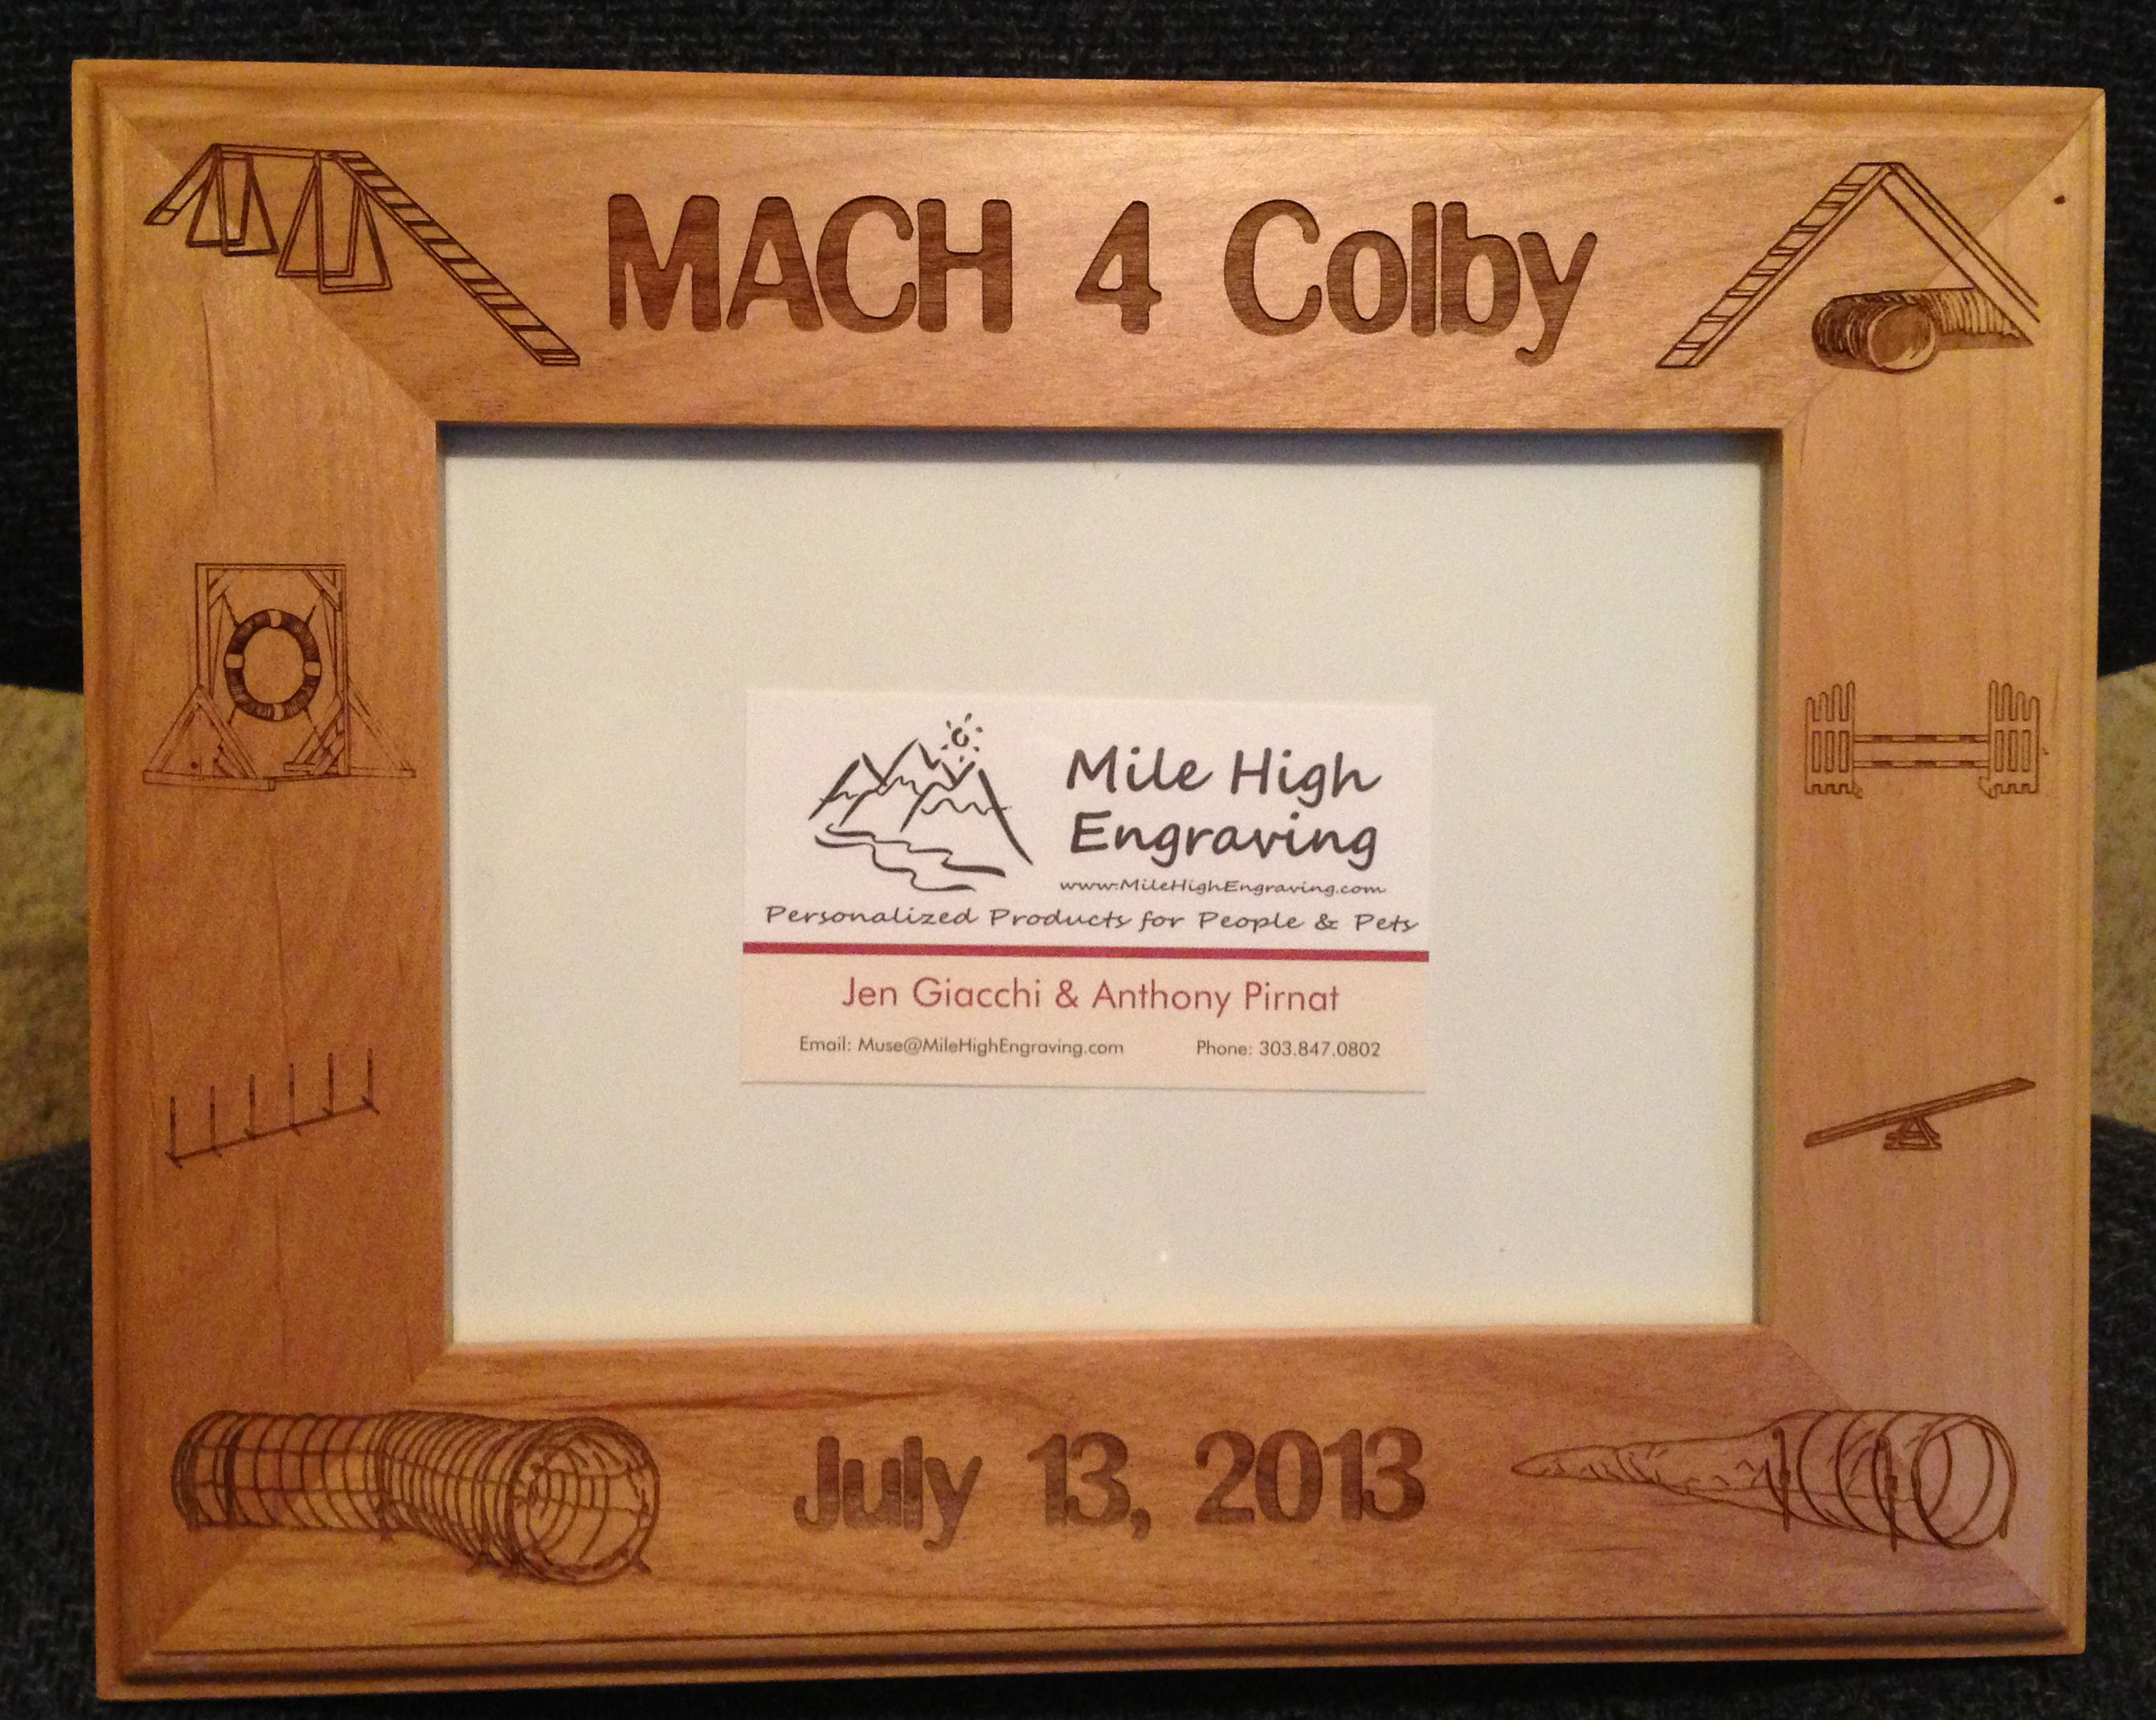 MACH 4 Colby
Mile High
Engraving
www.MileHighEngraving.com
Personalized Products for People & Pets
Jen Giacchi & Anthony Pirnat
Email: Muse@MileHighEngraving.com Phone: 303.847.0802
July 13, 2013